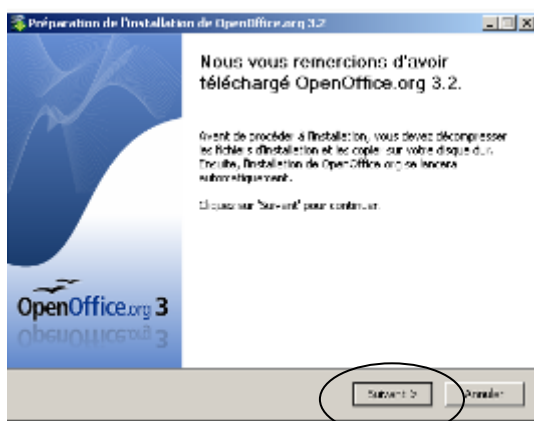 Préparation de l'installation de OpenOffice.org 3.2
Nous vous remercions d'avoir
téléchargé OpenOffice.org 3.2.
Avant de procéder à l'installation, vous devez décompresser
les fichiers d'installation et les copier sur votre disque dur.
Ensuite, l'installation de OpenOffice.org se lancera
automatiquement.
Cliquez sur 'Suivant' pour continuer.
OpenOffice.org 3
Suivant >
Annuler